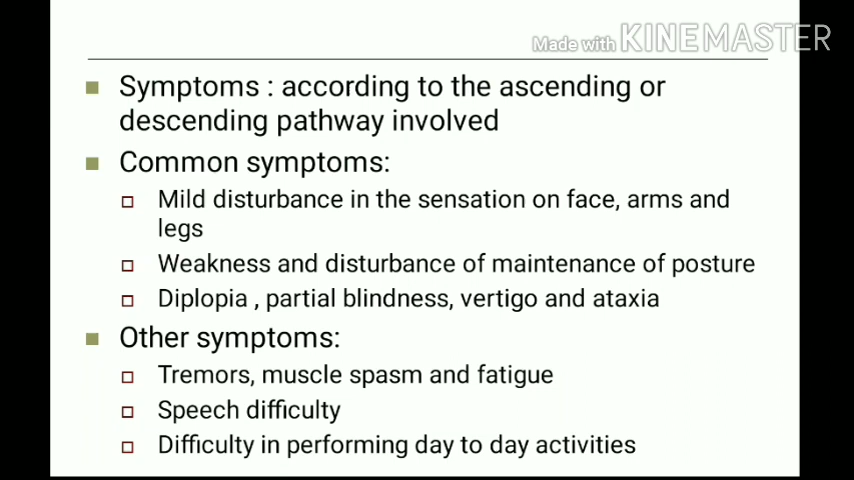 Made with KINEMASTER
Symptoms : according to the ascending or
descending pathway involved
Common symptoms:
Mild disturbance in the sensation on face, arms and
legs
Weakness and disturbance of maintenance of posture
Diplopia , partial blindness, vertigo and ataxia
Other symptoms:
Tremors, muscle spasm and fatigue
Speech difficulty
Difficulty in performing day to day activities